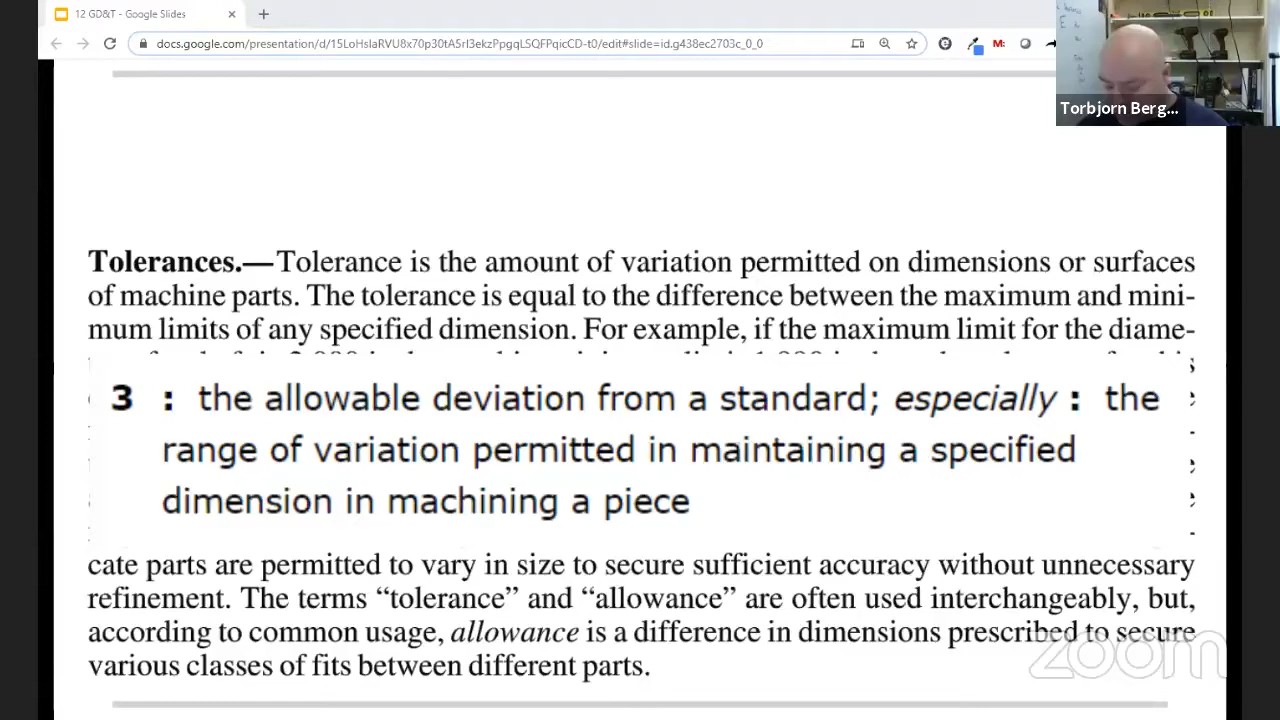 12 GD&T - Google Slides
docs.google.com/presentation/d/15LoHslaRVU8x70p30tA5rI3ekzPpgqLSQFPqicCD-t0/edit#slide=id.g438ec2703c_0_0
M:
Torbjorn Berg...
Tolerances.—Tolerance is the amount of variation permitted on dimensions or surfaces
of machine parts. The tolerance is equal to the difference between the maximum and mini-
mum limits of any specified dimension. For example, if the maximum limit for the diame-
3 : the allowable deviation from a standard; especially : the
range of variation permitted in maintaining a specified
dimension in machining a piece
cate parts are permitted to vary in size to secure sufficient accuracy without unnecessary
refinement. The terms “tolerance” and “allowance” are often used interchangeably, but,
according to common usage, allowance is a difference in dimensions prescribed to secure
various classes of fits between different parts.
zoom